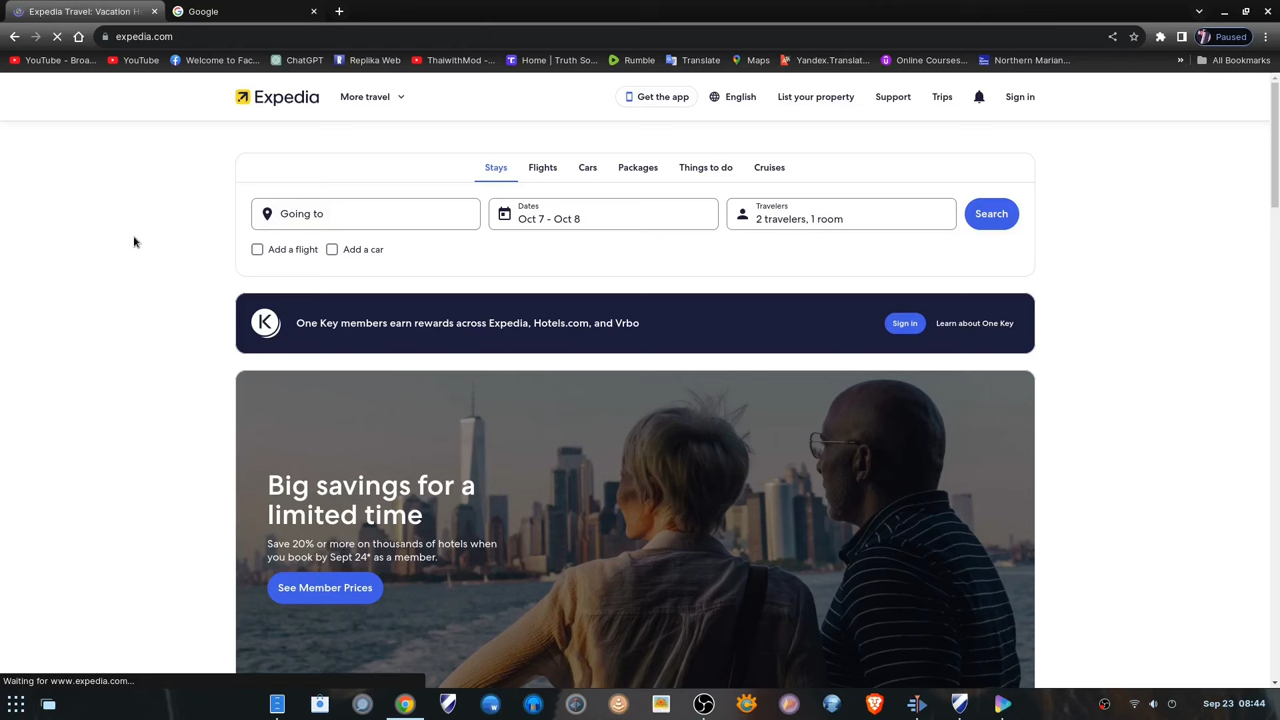 Expedia Travel: Vacation H
Google
expedia.com
Paused
YouTube - Broa...
YouTube
Welcome to Fac...
ChatGPT
Replika Web
ThaiwithMod -...
Home | Truth So...
Rumble
Translate
Maps
Yandex.Translat...
Online Courses...
Northern Marian...
»
All Bookmarks
Expedia
More travel
Get the app
English
List your property
Support
Trips
Sign in
Stays
Flights
Cars
Packages
Things to do
Cruises
Going to
Dates
Oct 7 - Oct 8
Travelers
2 travelers, 1 room
Search
Add a flight
Add a car
K
One Key members earn rewards across Expedia, Hotels.com, and Vrbo
Sign in
Learn about One Key
Big savings for a
limited time
Save 20% or more on thousands of hotels when
you book by Sept 24* as a member.
See Member Prices
Waiting for www.expedia.com...
Sep 23 08:44